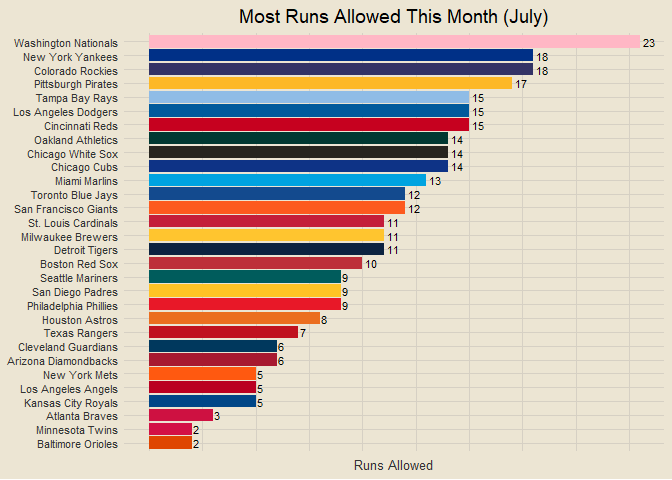 Most Runs Allowed This Month (July)
Washington Nationals 23
New York Yankees 18
Colorado Rockies 18
Pittsburgh Pirates 17
Tampa Bay Rays 15
Los Angeles Dodgers 15
Cincinnati Reds 15
Oakland Athletics 14
Chicago White Sox 14
Chicago Cubs 14
Miami Marlins 13
Toronto Blue Jays 12
San Francisco Giants 12
St. Louis Cardinals 11
Milwaukee Brewers 11
Detroit Tigers 11
Boston Red Sox 10
Seattle Mariners 9
San Diego Padres 9
Philadelphia Phillies 9
Houston Astros 8
Texas Rangers 7
Cleveland Guardians 6
Arizona Diamondbacks 6
New York Mets 5
Los Angeles Angels 5
Kansas City Royals 5
Atlanta Braves 3
Minnesota Twins 2
Baltimore Orioles 2
Runs Allowed